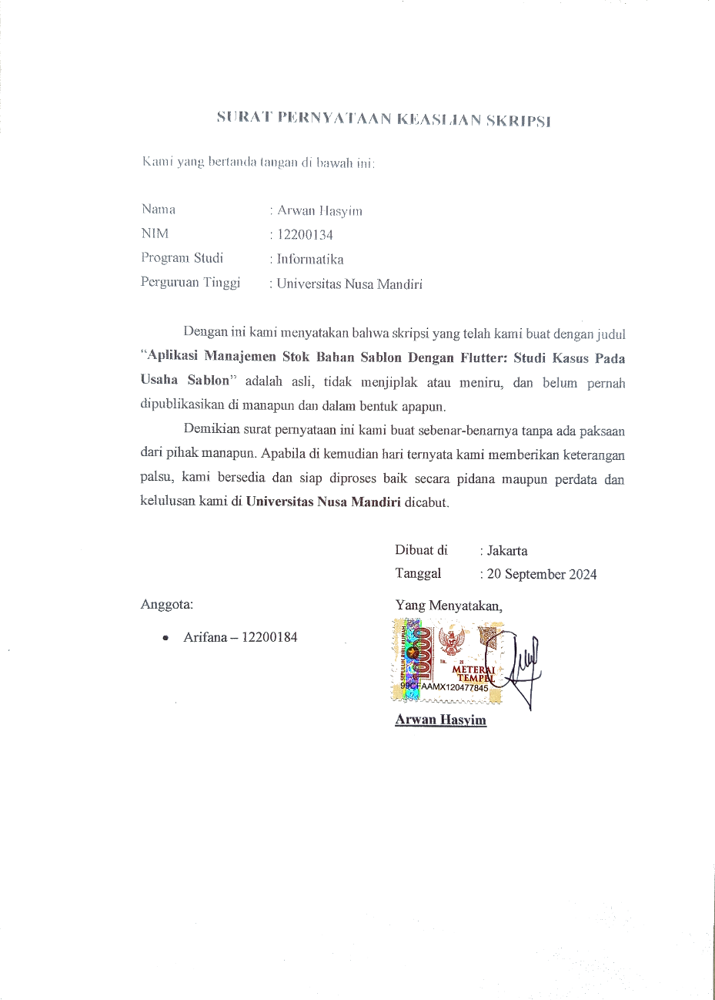 SURAT PERNYATAAN KEASLIAN SKRIPSI
Kami yang bertanda tangan di bawah ini:
Nama : Arwan Hasyim
NIM : 12200134
Program Studi : Informatika
Perguruan Tinggi : Universitas Nusa Mandiri
Dengan ini kami menyatakan bahwa skripsi yang telah kami buat dengan judul
“Aplikasi Manajemen Stok Bahan Sablon Dengan Flutter: Studi Kasus Pada
Usaha Sablon” adalah asli, tidak menjiplak atau meniru, dan belum pernah
dipublikasikan di manapun dan dalam bentuk apapun.
Demikian surat pernyataan ini kami buat sebenar-benarnya tanpa ada paksaan
dari pihak manapun. Apabila di kemudian hari ternyata kami memberikan keterangan
palsu, kami bersedia dan siap diproses baik secara pidana maupun perdata dan
kelulusan kami di Universitas Nusa Mandiri dicabut.
Dibuat di : Jakarta
Tanggal : 20 September 2024
Anggota:
• Arifana – 12200184
Yang Menyatakan,
SEPULUH RIBU RUPIAH
10000
METERAI
TEMPEL
99CFAAMX120477845
Arwan Hasyim